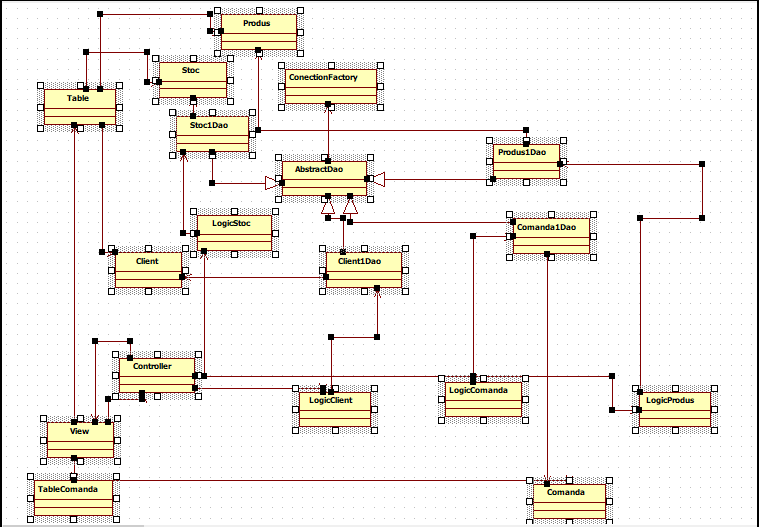 Produs
Stoc
ConectionFactory
Table
Stoc1Dao
Produs1Dao
AbstractDao
LogicStoc
Comanda1Dao
Client
Client1Dao
Controller
LogicClient
LogicComanda
LogicProdus
View
TableComanda
Comanda